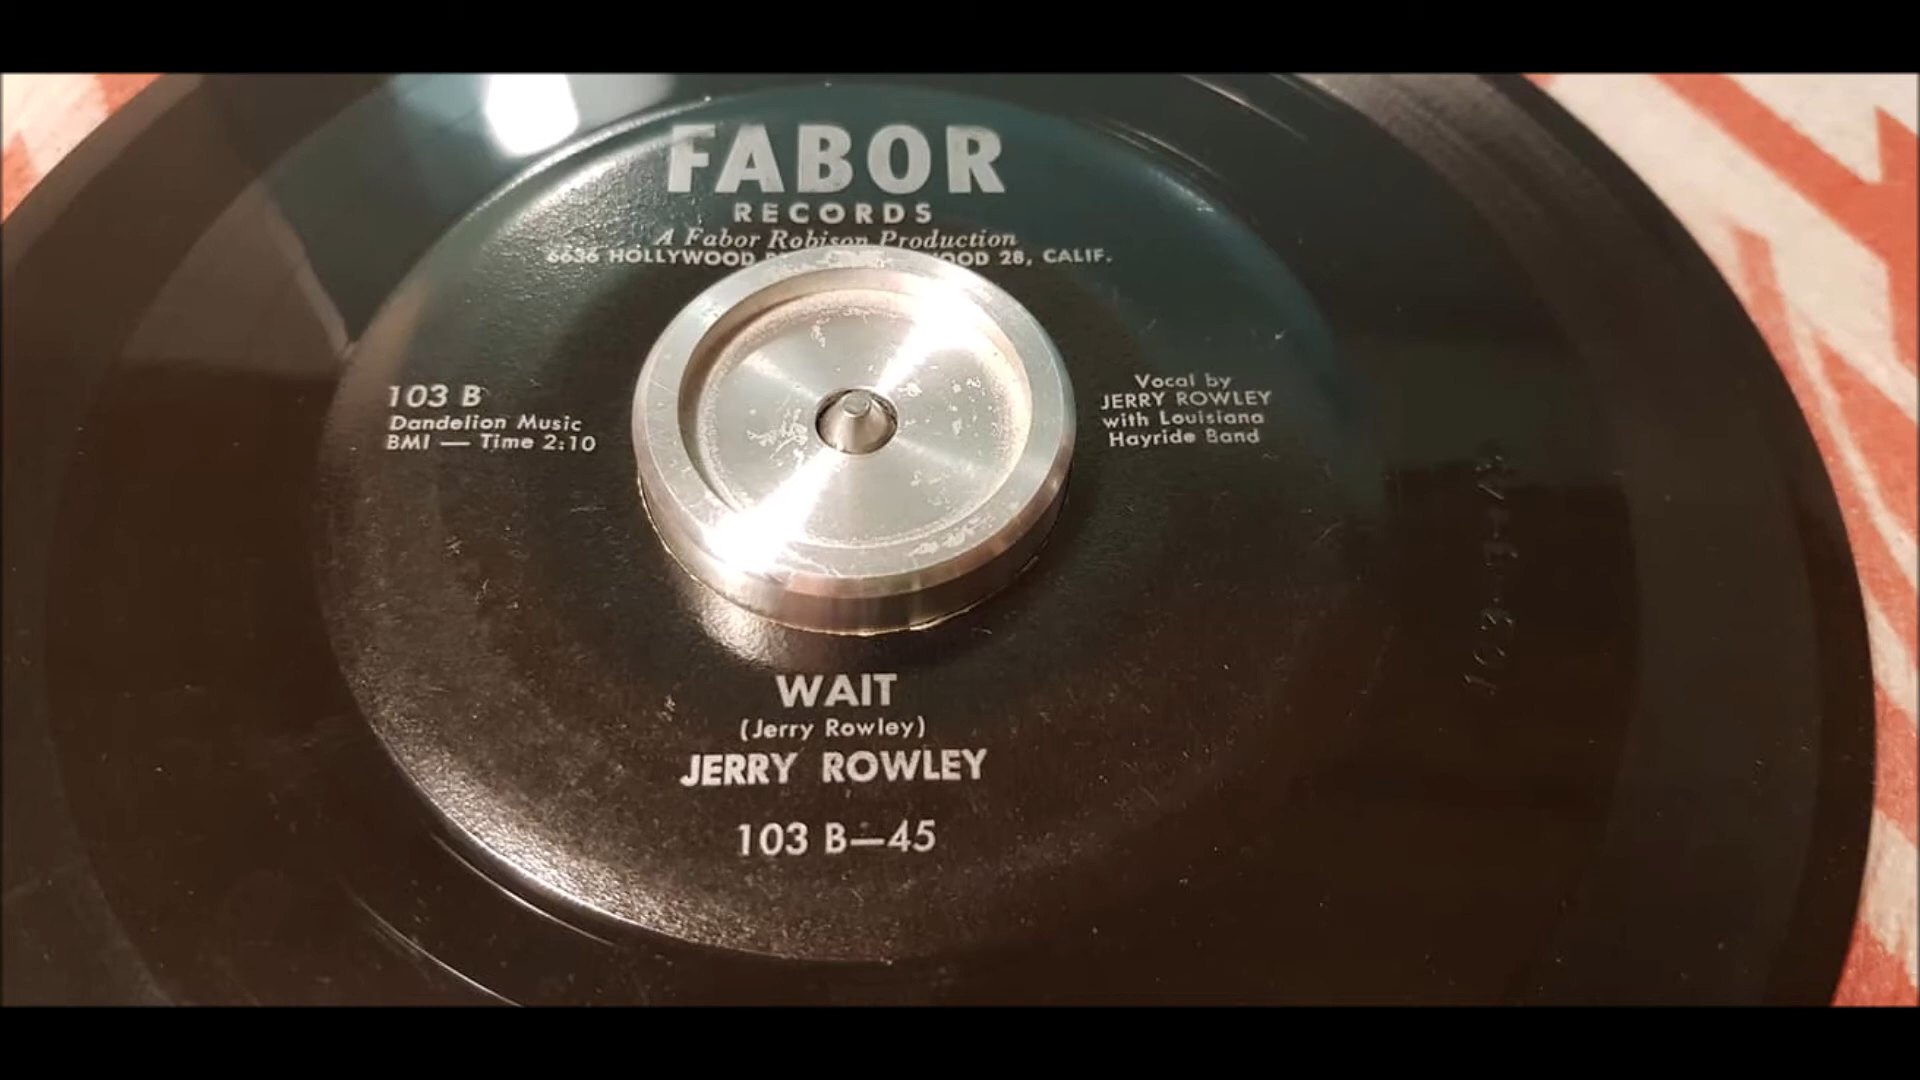 FABOR
RECORDS
A Fabor Robison Production
6636 HOLLYWOOD 28, CALIF.
103 B
Dandelion Music
BMI — Time 2:10
Vocal by
JERRY ROWLEY
with Louisiana
Hayride Band
WAIT
(Jerry Rowley)
JERRY ROWLEY
103 B—45